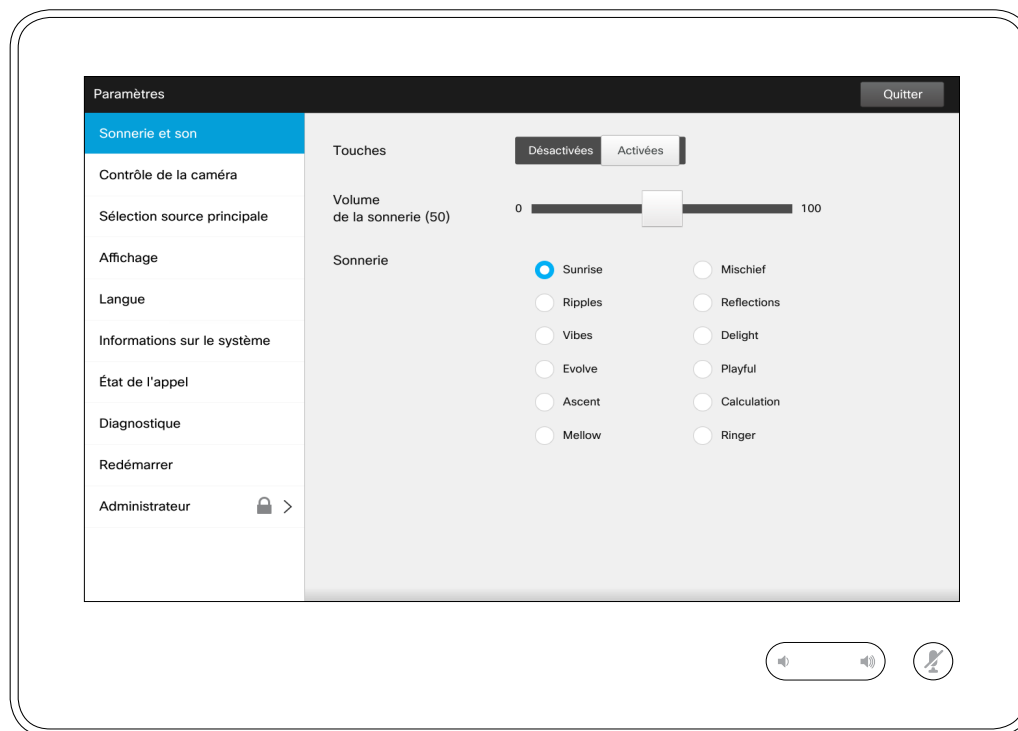 Paramètres
Quitter
Sonnerie et son
Contrôle de la caméra
Sélection source principale
Affichage
Langue
Informations sur le système
État de l'appel
Diagnostique
Redémarrer
Administrateur
Touches
Désactivées Activées
Volume
de la sonnerie (50)
0 100
Sonnerie
Sunrise Mischief
Ripples Reflections
Vibes Delight
Evolve Playful
Ascent Calculation
Mellow Ringer